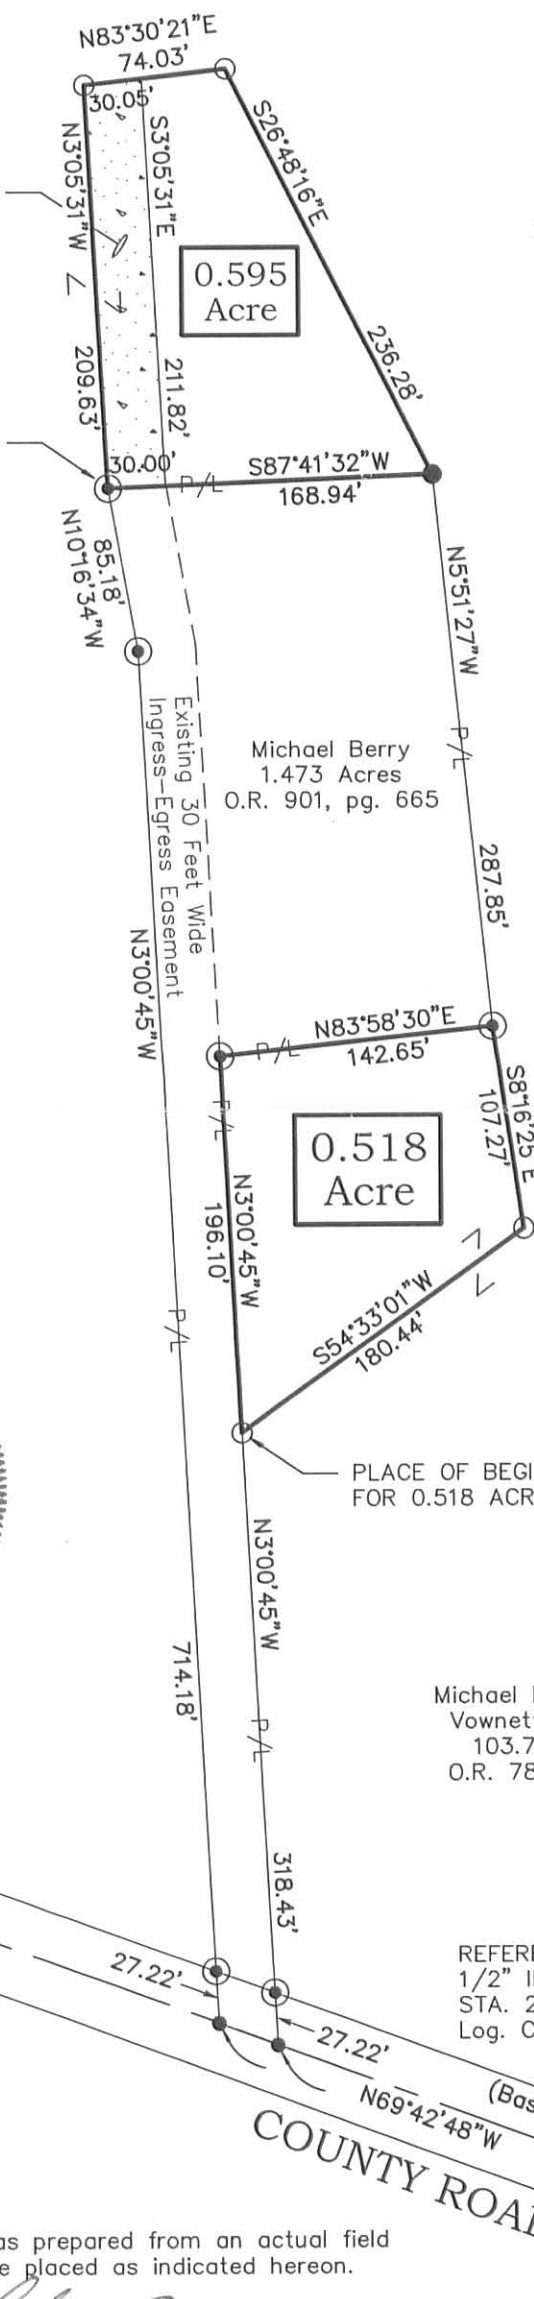 N83°30'21"E
74.03'
30.05'
N3°05'31"W
209.63'
S3°05'31"E
211.82'
S26°48'16"E
236.28'
0.595
Acre
30.00'
P/L
S87°41'32"W
168.94'
85.18'
N10°16'34"W
N5°51'27"W
P/L
287.85'
Michael Berry
1.473 Acres
O.R. 901, pg. 665
Existing 30 Feet Wide
Ingress-Egress Easement
N3°00'45"W
N83°58'30"E
P/L
142.65'
P/L
S8°16'25"E
107.27'
0.518
Acre
N3°00'45"W
196.10'
P/L
S54°33'01"W
180.44'
PLACE OF BEGI
FOR 0.518 ACR
N3°00'45"W
714.18'
P/L
318.43'
Michael
Vownet
103.7
O.R. 78
27.22'
27.22'
REFERE
1/2"
STA. 2
Log. C
(Bas
N69°42'48"W
COUNTY ROA
as prepared from an actual field
e placed as indicated hereon.